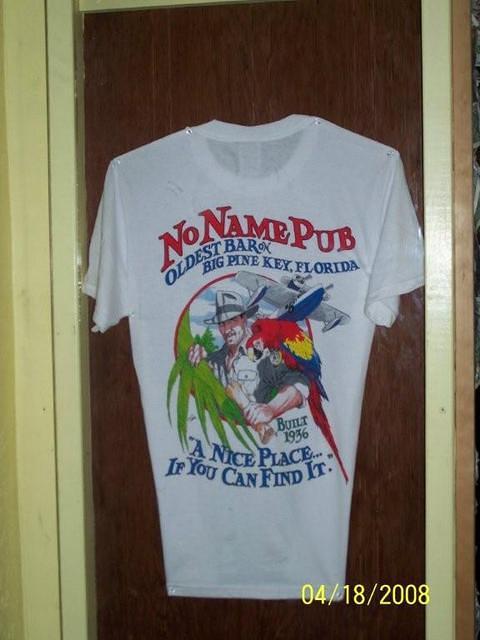 No Name Pub
Oldest Bar on
Big Pine Key, Florida
Built
1936
"A Nice Place...
If You Can Find It."
04/18/2008